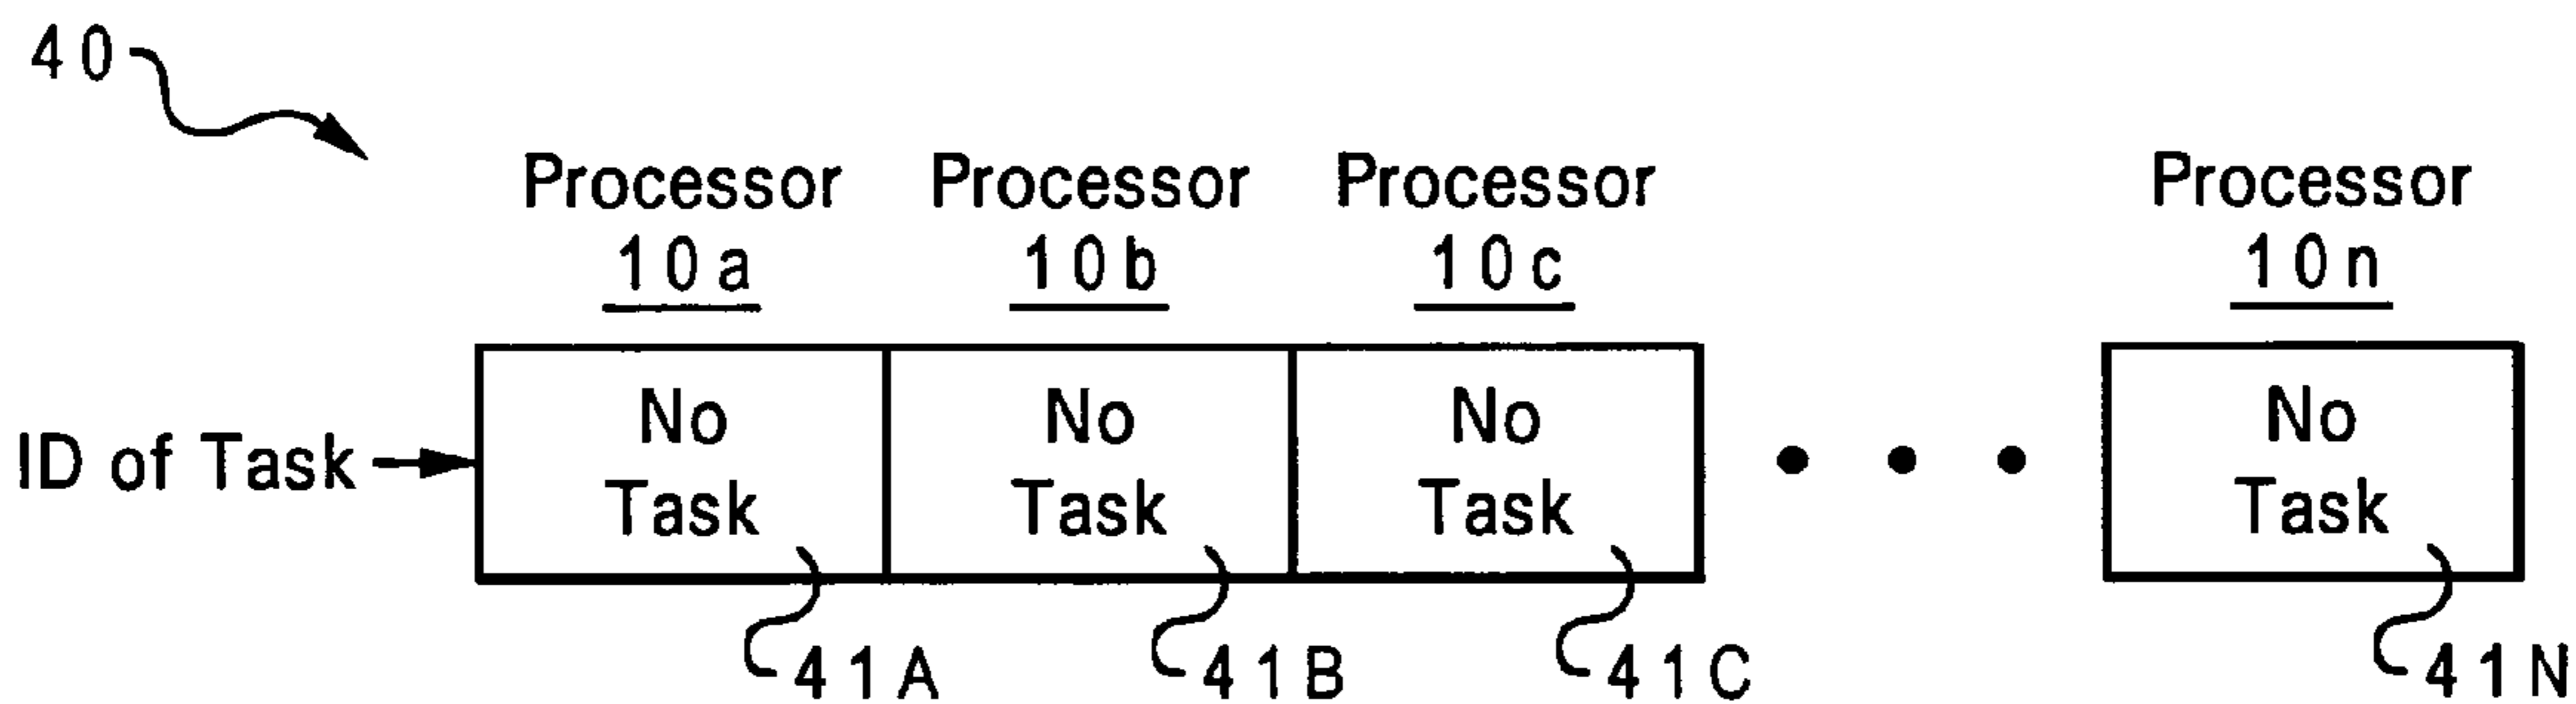 40
Processor Processor Processor Processor
10a 10b 10c 10n
No No No No
ID of Task
Task Task Task Task
41A 41B 41C 41N